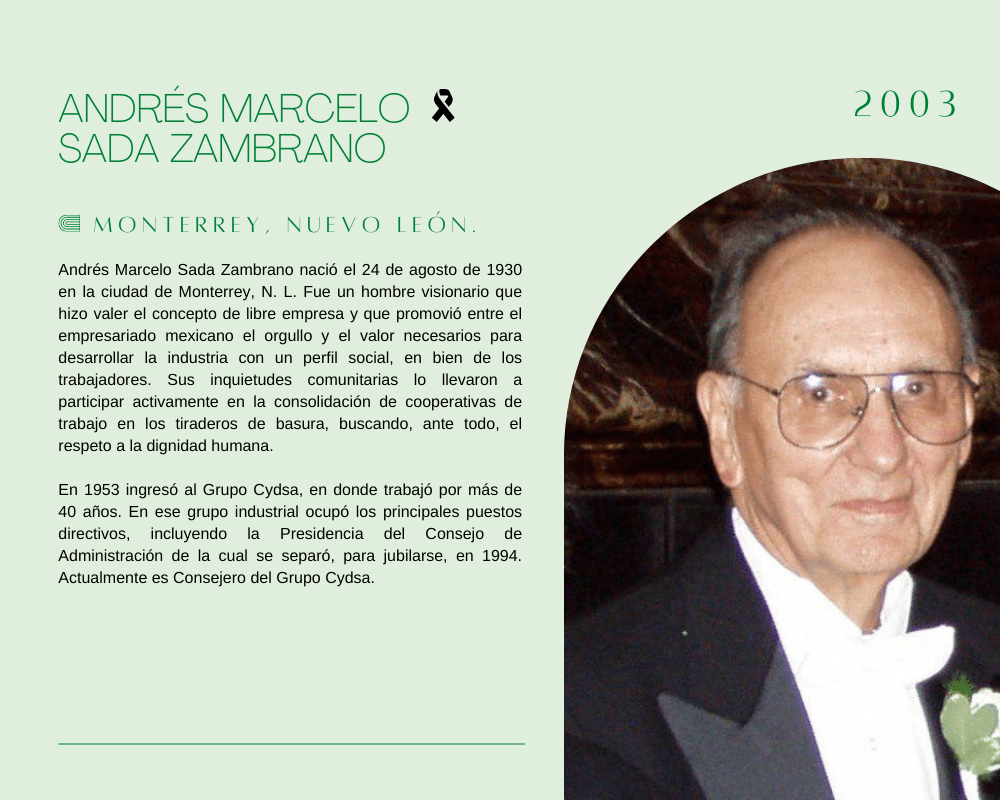 ANDRÉS MARCELO
SADA ZAMBRANO
2003
MONTERREY, NUEVO LEÓN.
Andrés Marcelo Sada Zambrano nació el 24 de agosto de 1930
en la ciudad de Monterrey, N. L. Fue un hombre visionario que
hizo valer el concepto de libre empresa y que promovió entre el
empresariado mexicano el orgullo y el valor necesarios para
desarrollar la industria con un perfil social, en bien de los
trabajadores. Sus inquietudes comunitarias lo llevaron a
participar activamente en la consolidación de cooperativas de
trabajo en los tiraderos de basura, buscando, ante todo, el
respeto a la dignidad humana.
En 1953 ingresó al Grupo Cydsa, en donde trabajó por más de
40 años. En ese grupo industrial ocupó los principales puestos
directivos, incluyendo la Presidencia del Consejo de
Administración de la cual se separó, para jubilarse, en 1994.
Actualmente es Consejero del Grupo Cydsa.